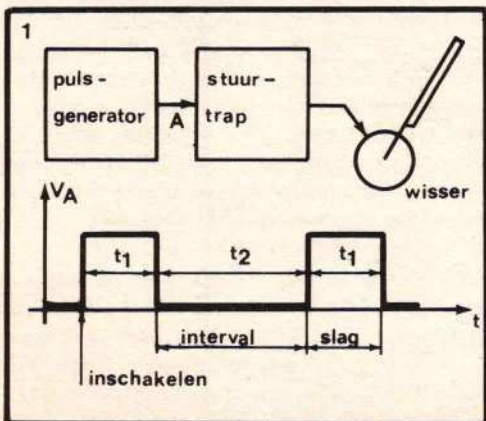 1
puls-
generator
A
stuur-
trap
wisser
VA
t1
t2
t1
t
interval
slag
inschakelen